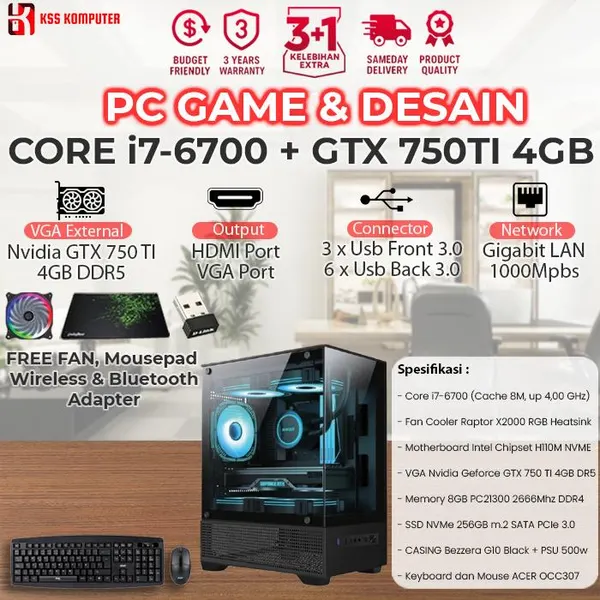 KSS KOMPUTER
BUDGET
FRIENDLY
3
3 YEARS
WARRANTY
3+1
KELEBIHAN
EXTRA
SAMEDAY
DELIVERY
PRODUCT
QUALITY
PC GAME & DESAIN
CORE i7-6700 + GTX 750TI 4GB
VGA External
Nvidia GTX 750 TI
4GB DDR5
Output
HDMI Port
VGA Port
Connector
3 x Usb Front 3.0
6 x Usb Back 3.0
Network
Gigabit LAN
1000Mpbs
FREE FAN, Mousepad
Wireless & Bluetooth
Adapter
Spesifikasi :
- Core i7-6700 (Cache 8M, up 4,00 GHz)
- Fan Cooler Raptor X2000 RGB Heatsink
- Motherboard Intel Chipset H110M NVME
- VGA Nvidia Geforce GTX 750 TI 4GB DR5
- Memory 8GB PC21300 2666Mhz DDR4
- SSD NVMe 256GB m.2 SATA PCIe 3.0
- CASING Bezzera G10 Black + PSU 500w
- Keyboard dan Mouse ACER OCC307